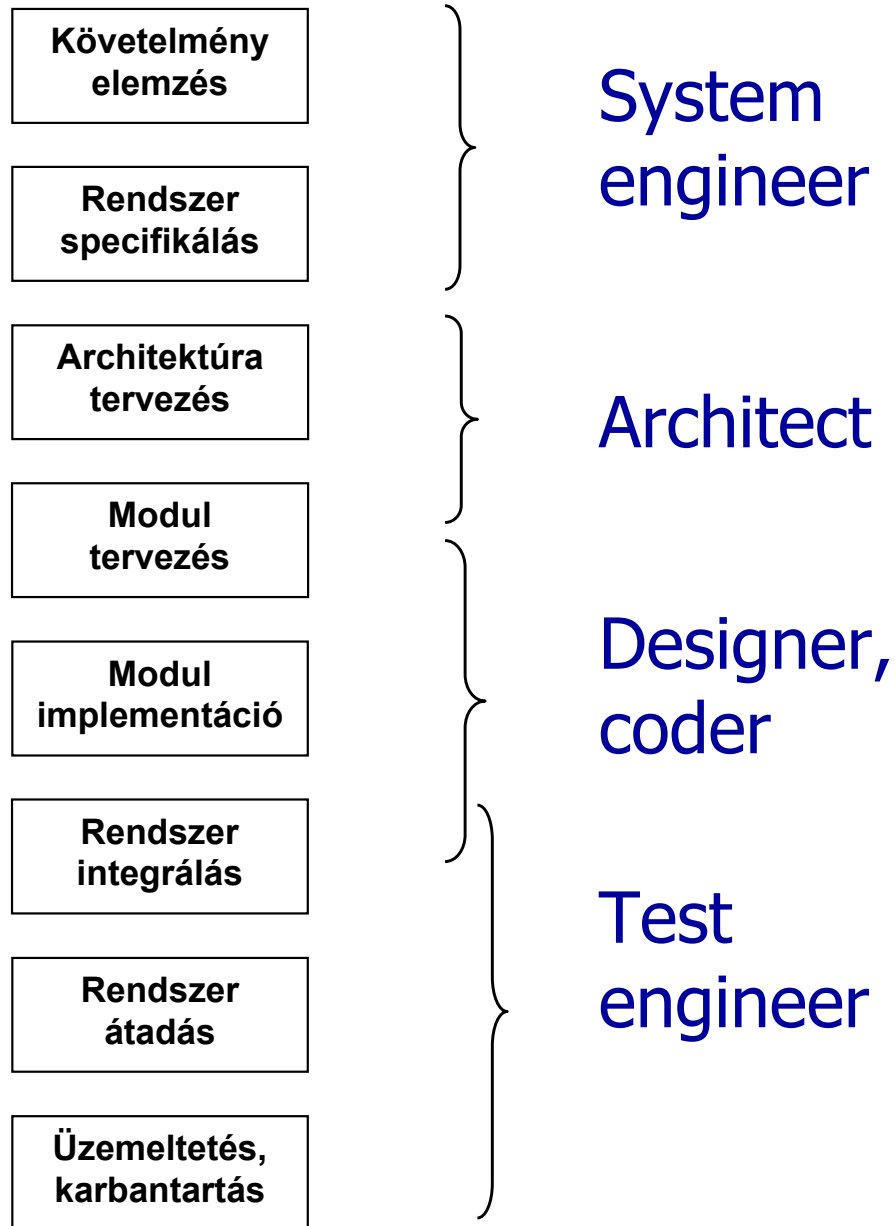 Követelmény
elemzés
System
engineer
Rendszer
specifikálás
Architektúra
tervezés
Architect
Modul
tervezés
Modul
implementáció
Designer,
coder
Rendszer
integrálás
Test
engineer
Rendszer
átadás
Üzemeltetés,
karbantartás